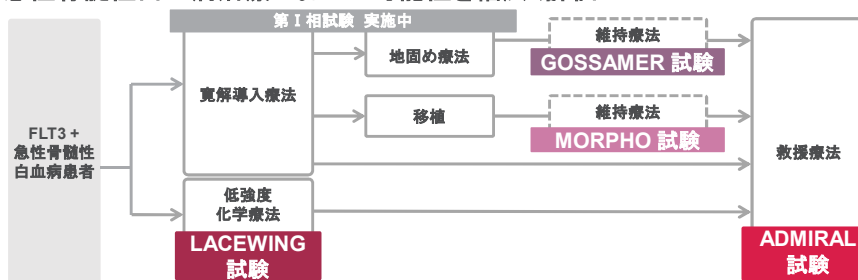 第Ⅰ相試験 実施中
FLT3 +
急性骨髄性
白血病患者
寛解導入療法
地固め療法
維持療法
GOSSAMER 試験
移植
維持療法
MORPHO 試験
低強度
化学療法
LACEWING
試験
救援療法
ADMIRAL
試験